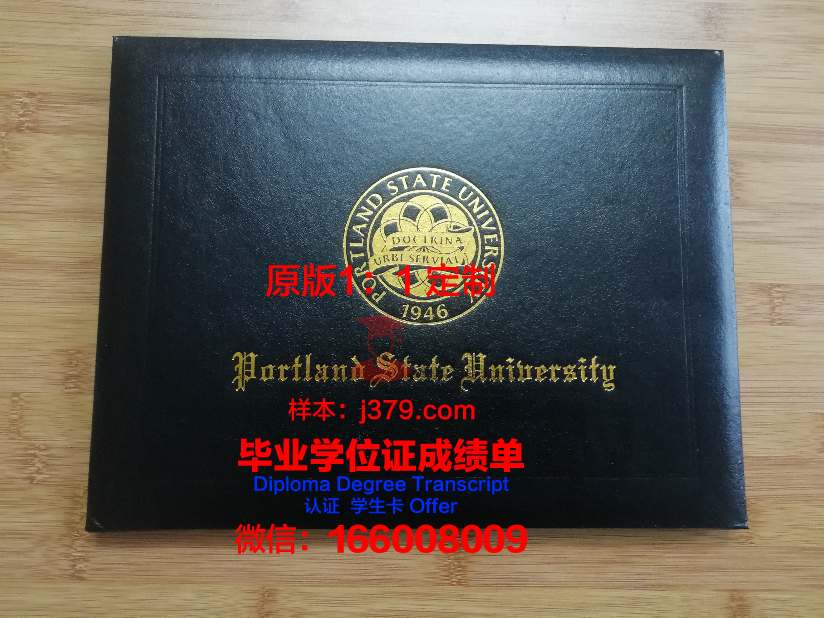 PORTLAND STATE UNIVERSITY
DOCTRINA
URBI SERVIAT
1946
原版1：1 定制
Portland State University
样本：j379.com
毕业学位证成绩单
Diploma Degree Transcript
认证 学生卡 Offer
微信：166008009